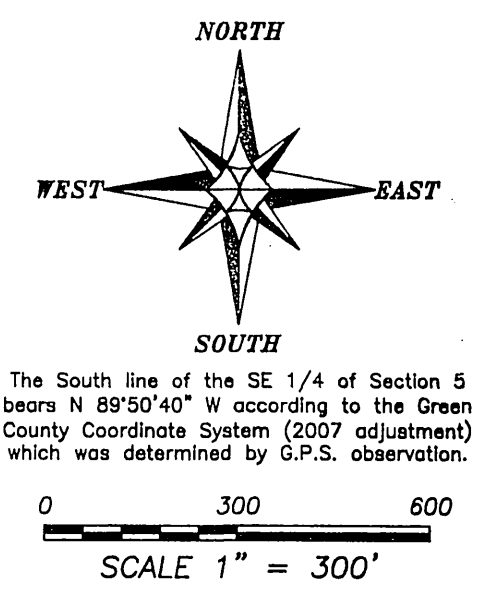 NORTH
WEST EAST
SOUTH
The South line of the SE 1/4 of Section 5
bears N 89°50'40" W according to the Green
County Coordinate System (2007 adjustment)
which was determined by G.P.S. observation.
0 300 600
SCALE 1" = 300'